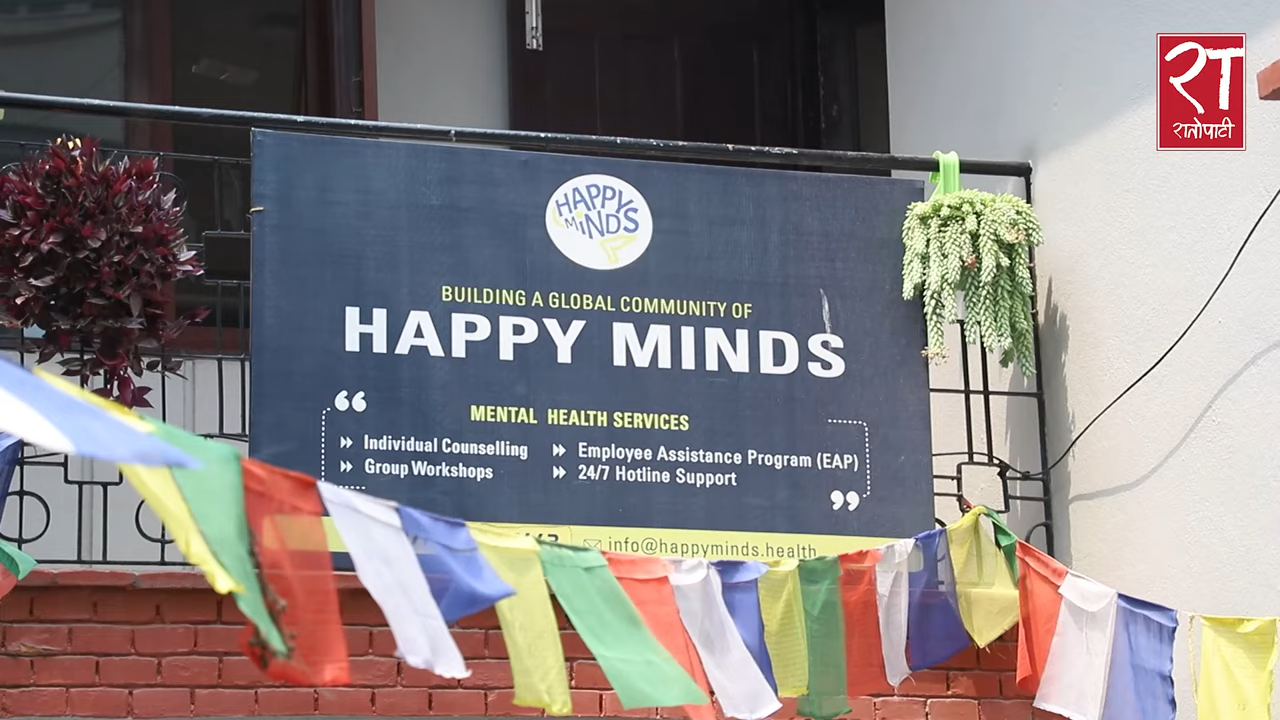 रा
रातोपाटी
HAPPY
MINDS
BUILDING A GLOBAL COMMUNITY OF
HAPPY MINDS
MENTAL HEALTH SERVICES
Individual Counselling
Group Workshops
Employee Assistance Program (EAP)
24/7 Hotline Support
info@happyminds.health